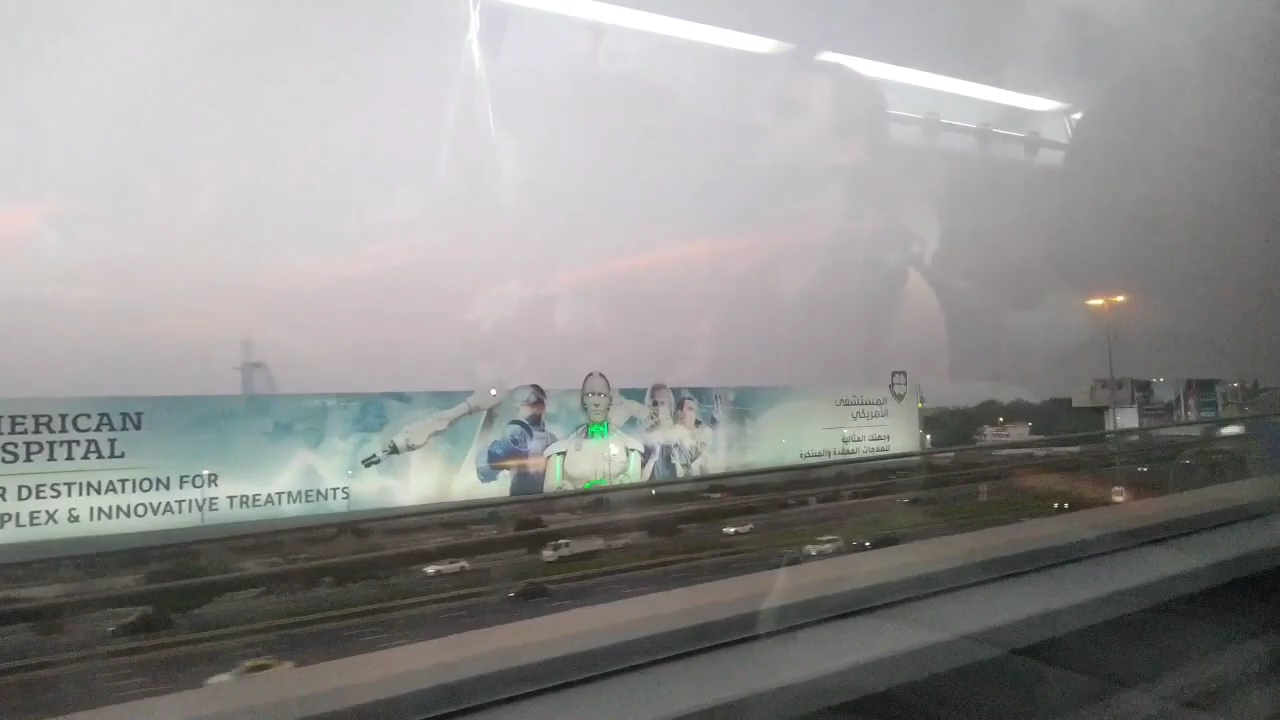 MERICAN
SPITAL
R DESTINATION FOR
PLEX & INNOVATIVE TREATMENTS
المستشفى
الأمريكي
وجهتك المثالية
للعلاجات المعقدة والمبتكرة